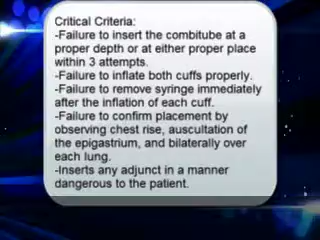 Critical Criteria:
-Failure to insert the combitube at a
proper depth or at either proper place
within 3 attempts.
-Failure to inflate both cuffs properly.
-Failure to remove syringe immediately
after the inflation of each cuff.
-Failure to confirm placement by
observing chest rise, auscultation of
the epigastrium, and bilaterally over
each lung.
-Inserts any adjunct in a manner
dangerous to the patient.